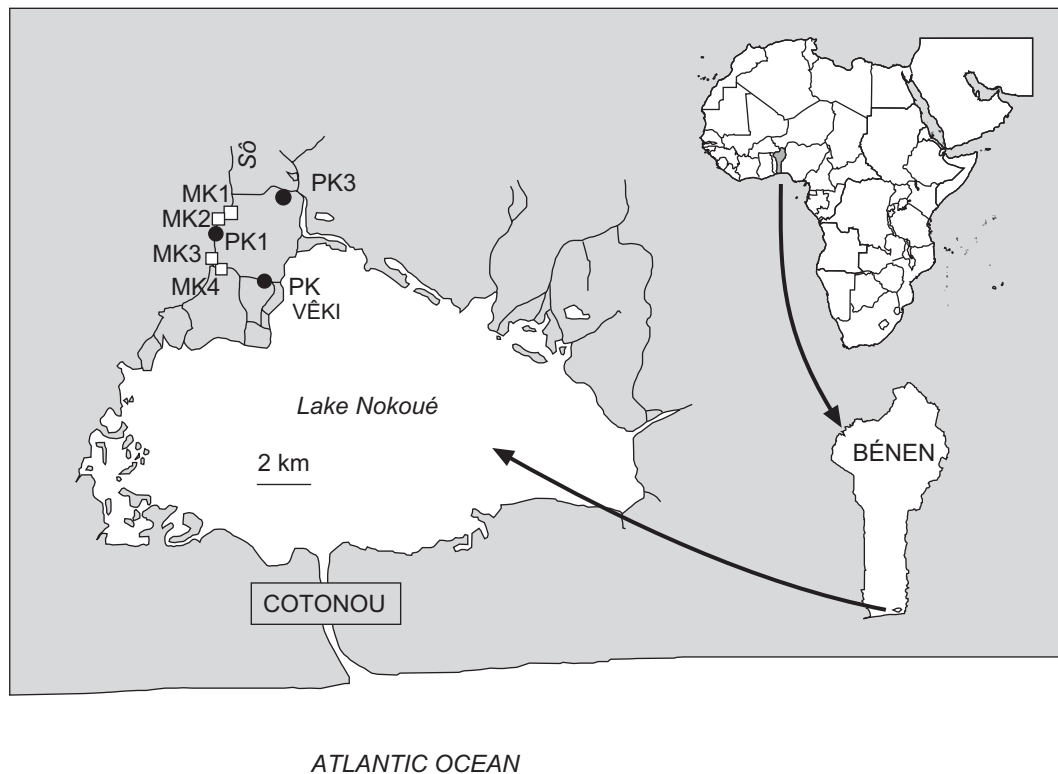 Sô
MK1
PK3
MK2
PK1
MK3
MK4
PK
VÊKI
Lake Nokoué
2 km
BÉNEN
COTONOU
ATLANTIC OCEAN